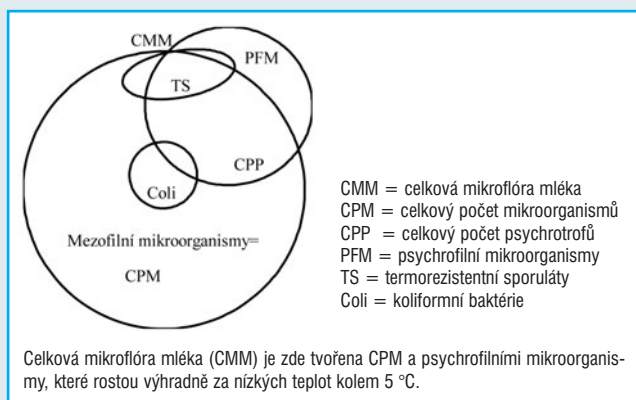 CMM
PFM
TS
CPP
Coli
Mezofilní mikroorganismy=
CPM
CMM = celková mikroflóra mléka
CPM = celkový počet mikroorganismů
CPP = celkový počet psychrotrofů
PFM = psychrofilní mikroorganismy
TS = termorezistentní sporuláty
Coli = koliformní baktérie
Celková mikroflóra mléka (CMM) je zde tvořena CPM a psychrofilními mikroorganis-
my, které rostou výhradně za nízkých teplot kolem 5 °C.